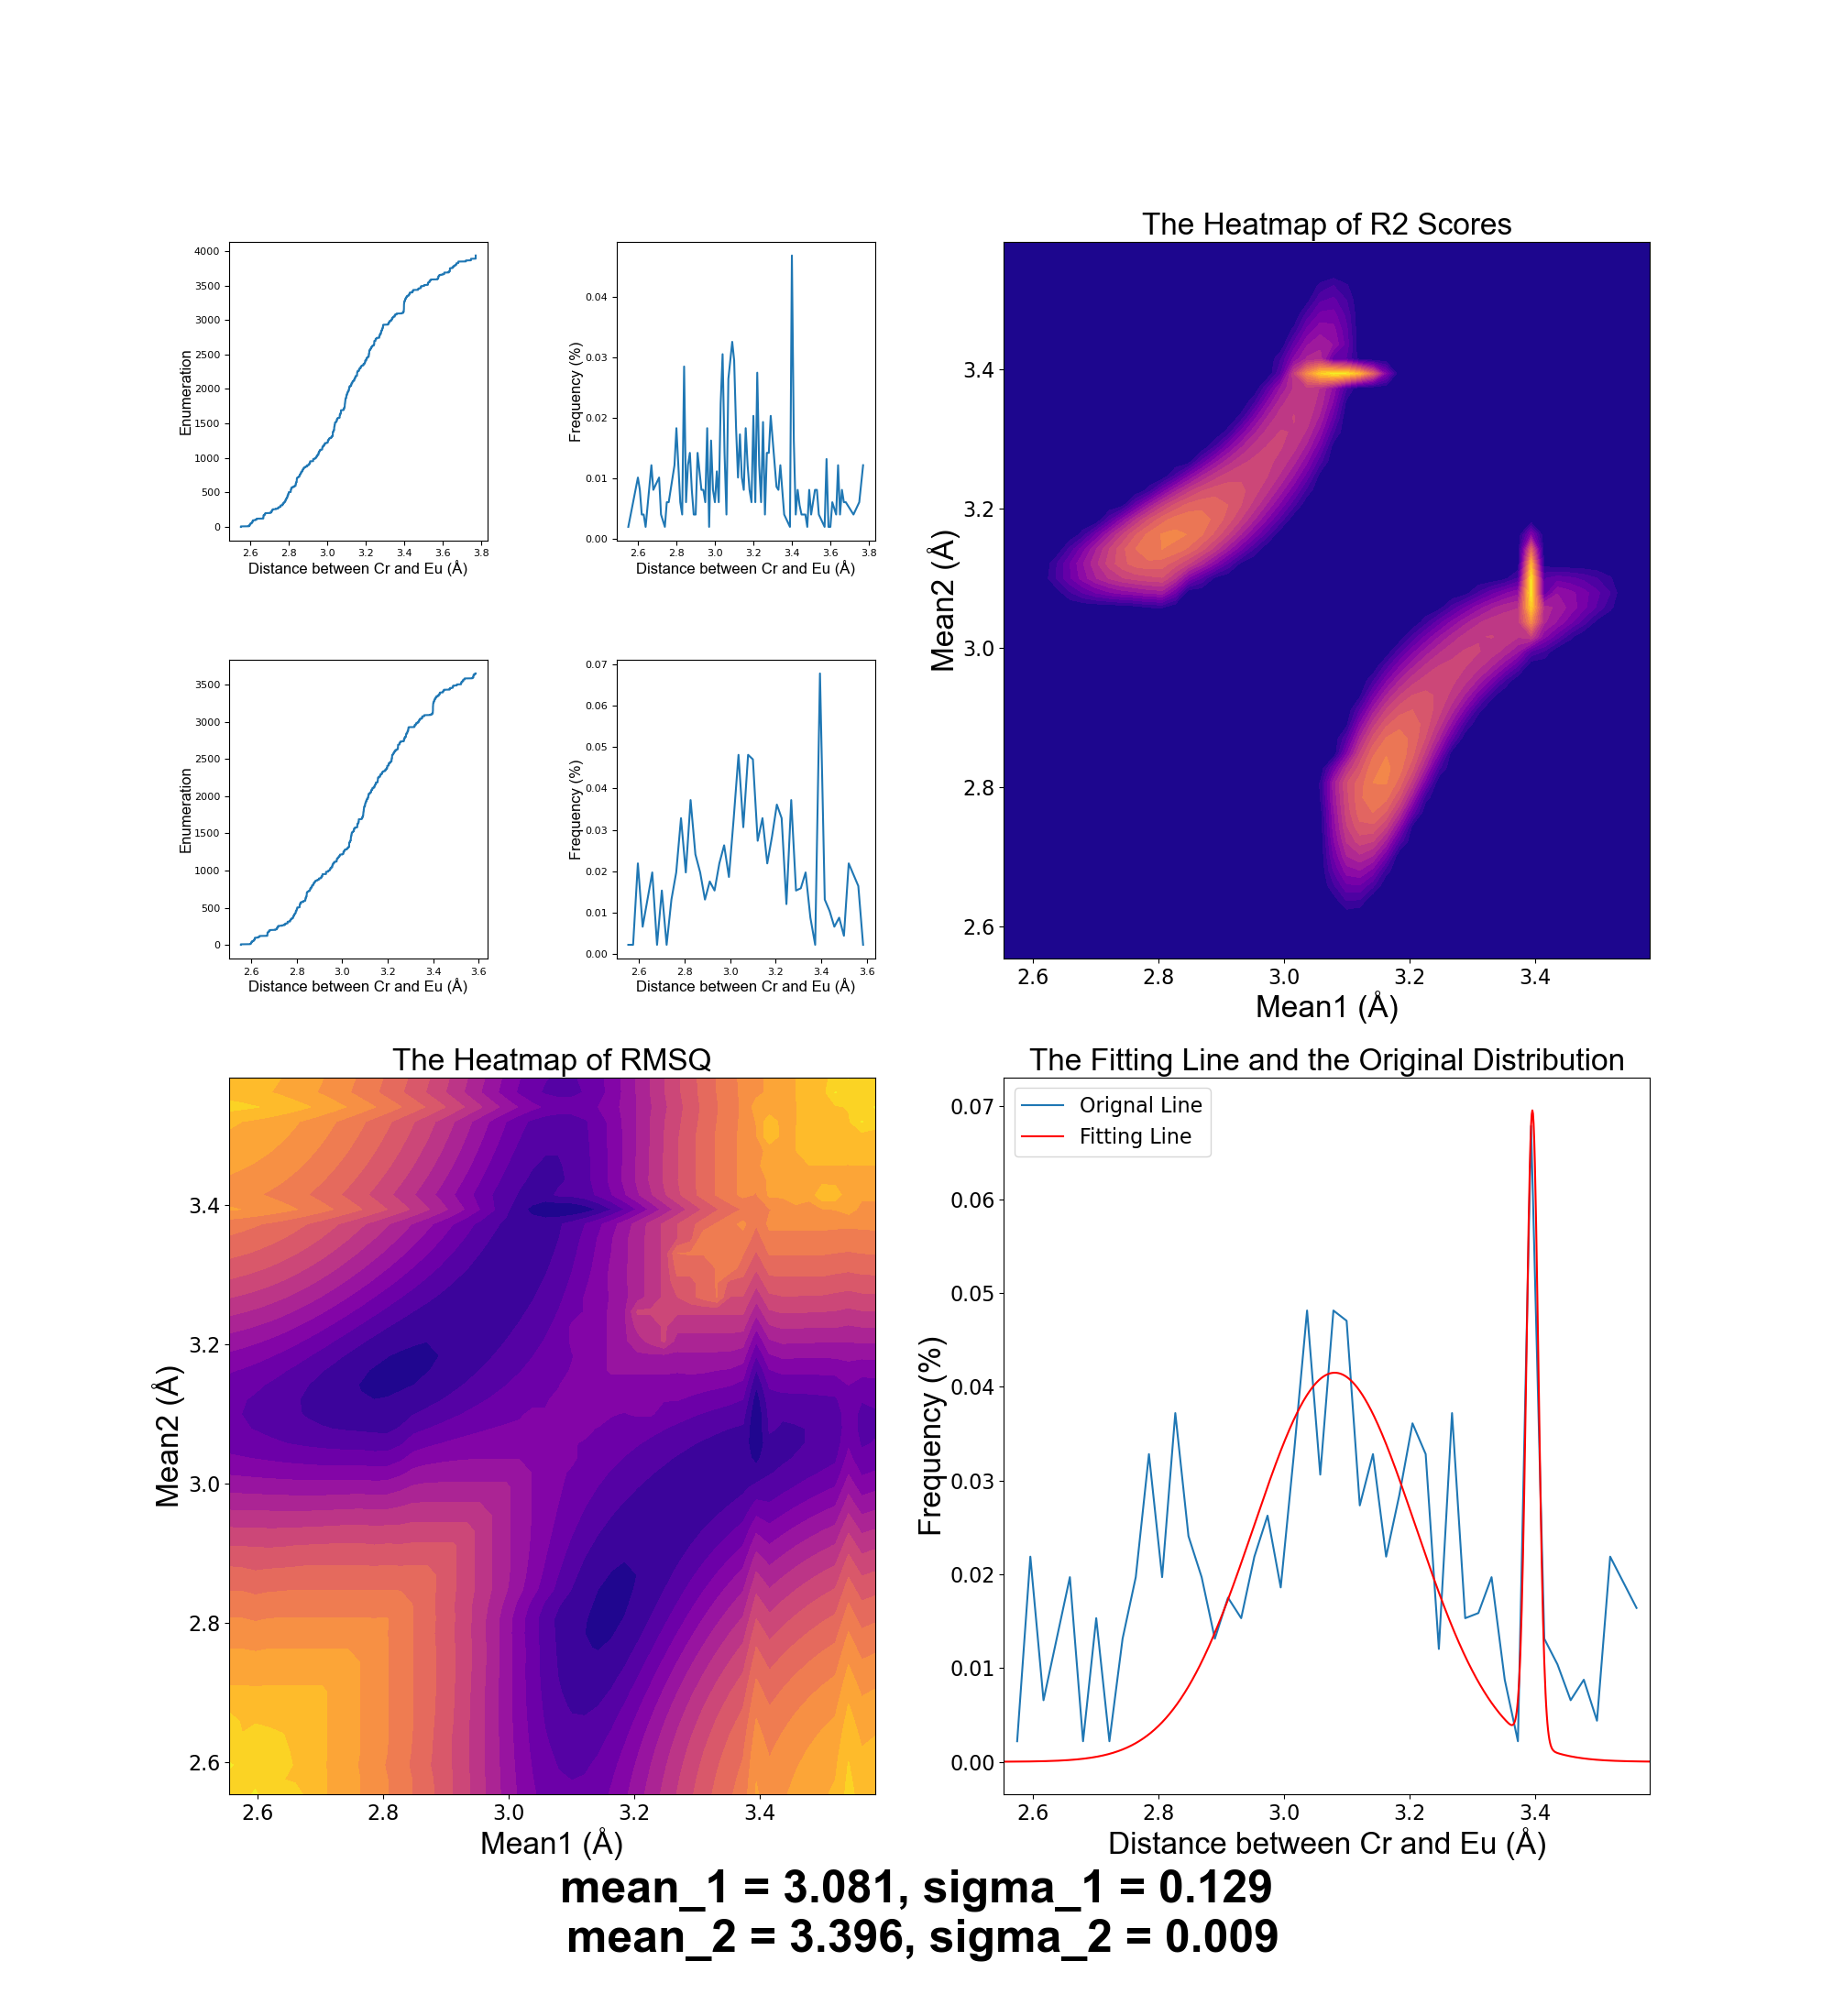 The Heatmap of R2 Scores
4000
3500
3000
2500
2000
1500
1000
500
0
Enumeration
2.6 2.8 3.0 3.2 3.4 3.6 3.8
Distance between Cr and Eu (Å)
0.04
0.03
0.02
0.01
0.00
Frequency (%)
2.6 2.8 3.0 3.2 3.4 3.6 3.8
Distance between Cr and Eu (Å)
3500
3000
2500
2000
1500
1000
500
0
Enumeration
2.6 2.8 3.0 3.2 3.4 3.6
Distance between Cr and Eu (Å)
0.07
0.06
0.05
0.04
0.03
0.02
0.01
0.00
Frequency (%)
2.6 2.8 3.0 3.2 3.4 3.6
Distance between Cr and Eu (Å)
3.4
3.2
3.0
2.8
2.6
Mean2 (Å)
2.6 2.8 3.0 3.2 3.4
Mean1 (Å)
The Heatmap of RMSQ
3.4
3.2
3.0
2.8
2.6
Mean2 (Å)
2.6 2.8 3.0 3.2 3.4
Mean1 (Å)
The Fitting Line and the Original Distribution
Orignal Line
Fitting Line
0.07
0.06
0.05
0.04
0.03
0.02
0.01
0.00
Frequency (%)
2.6 2.8 3.0 3.2 3.4
Distance between Cr and Eu (Å)
mean_1 = 3.081, sigma_1 = 0.129
mean_2 = 3.396, sigma_2 = 0.009